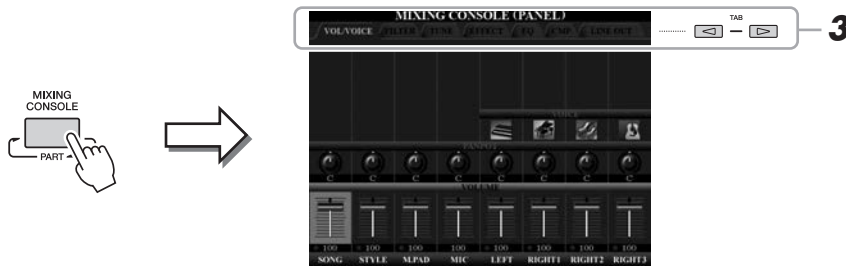 MIXING CONSOLE (PANEL)
VOL/VOICE FILTER TUNE EFFECT EQ CMP LINE OUT
TAB
3
MIXING
CONSOLE
PART
VOICE
PANPOT
C C C C C C C C
VOLUME
100 100 100 100 100 100 100 100
SONG STYLE M.PAD MIC LEFT RIGHT1 RIGHT2 RIGHT3